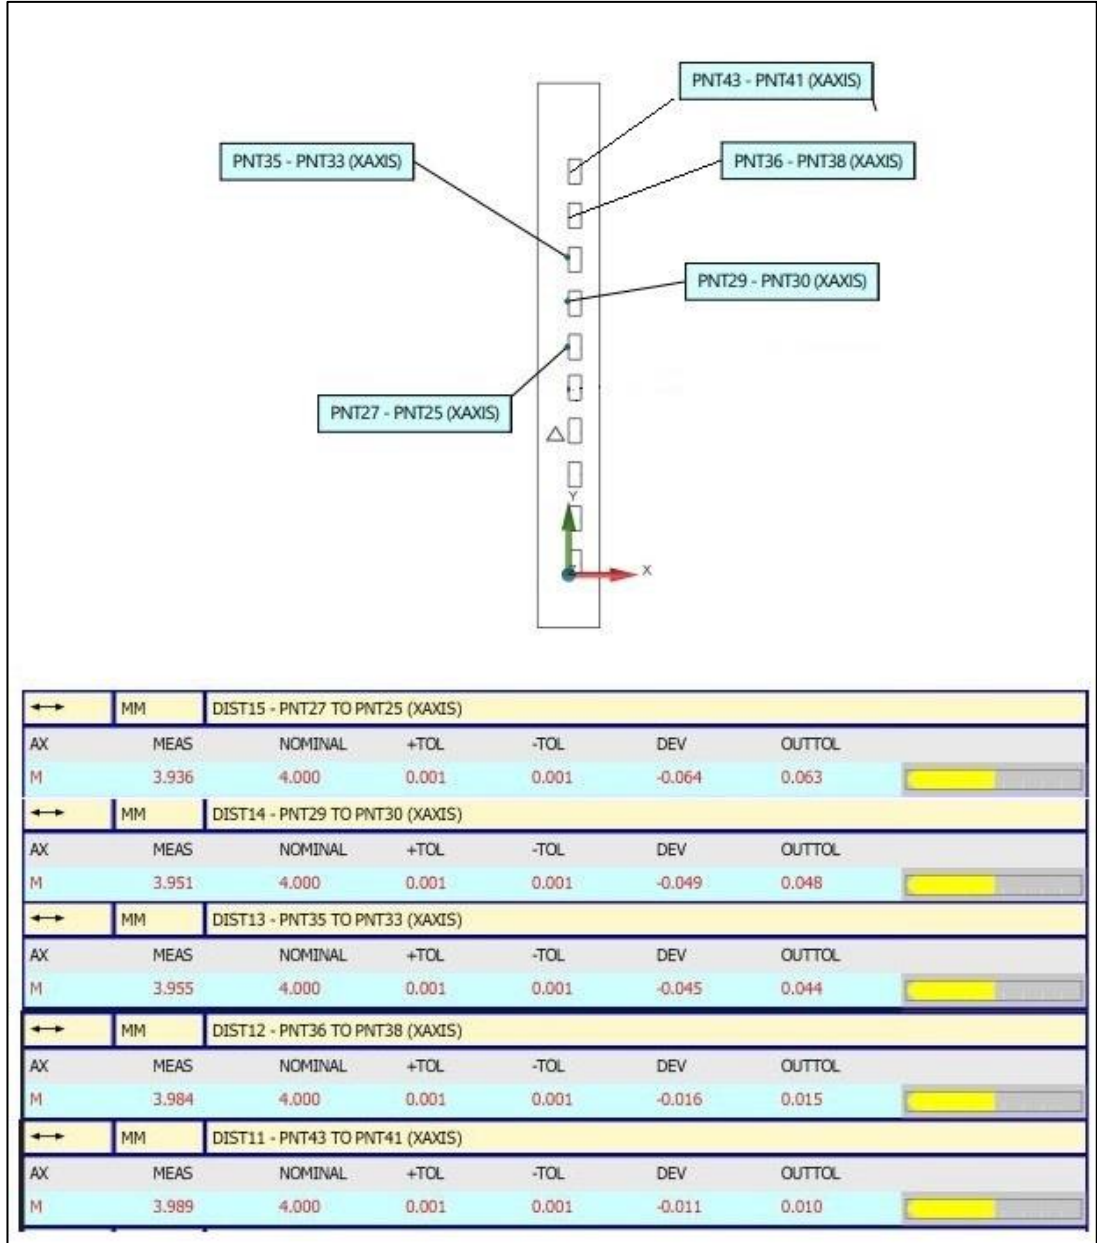 PNT43 - PNT41 (XAXIS)
PNT35 - PNT33 (XAXIS)
PNT36 - PNT38 (XAXIS)
PNT29 - PNT30 (XAXIS)
PNT27 - PNT25 (XAXIS)
Y
X
MM DIST15 - PNT27 TO PNT25 (XAXIS)
AX MEAS NOMINAL +TOL -TOL DEV OUTTOL
M 3.936 4.000 0.001 0.001 -0.064 0.063
MM DIST14 - PNT29 TO PNT30 (XAXIS)
AX MEAS NOMINAL +TOL -TOL DEV OUTTOL
M 3.951 4.000 0.001 0.001 -0.049 0.048
MM DIST13 - PNT35 TO PNT33 (XAXIS)
AX MEAS NOMINAL +TOL -TOL DEV OUTTOL
M 3.955 4.000 0.001 0.001 -0.045 0.044
MM DIST12 - PNT36 TO PNT38 (XAXIS)
AX MEAS NOMINAL +TOL -TOL DEV OUTTOL
M 3.984 4.000 0.001 0.001 -0.016 0.015
MM DIST11 - PNT43 TO PNT41 (XAXIS)
AX MEAS NOMINAL +TOL -TOL DEV OUTTOL
M 3.989 4.000 0.001 0.001 -0.011 0.010